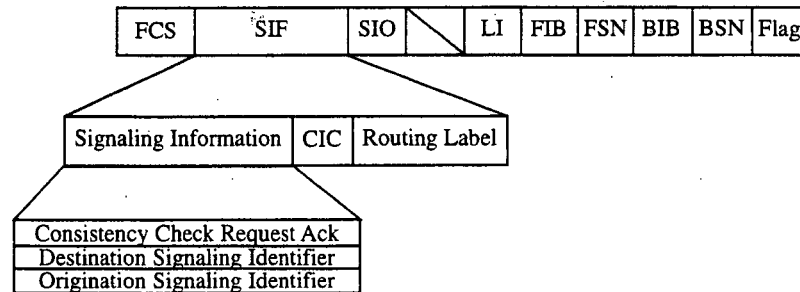 FCS SIF SIO LI FIB FSN BIB BSN Flag
Signaling Information CIC Routing Label
Consistency Check Request Ack
Destination Signaling Identifier
Origination Signaling Identifier